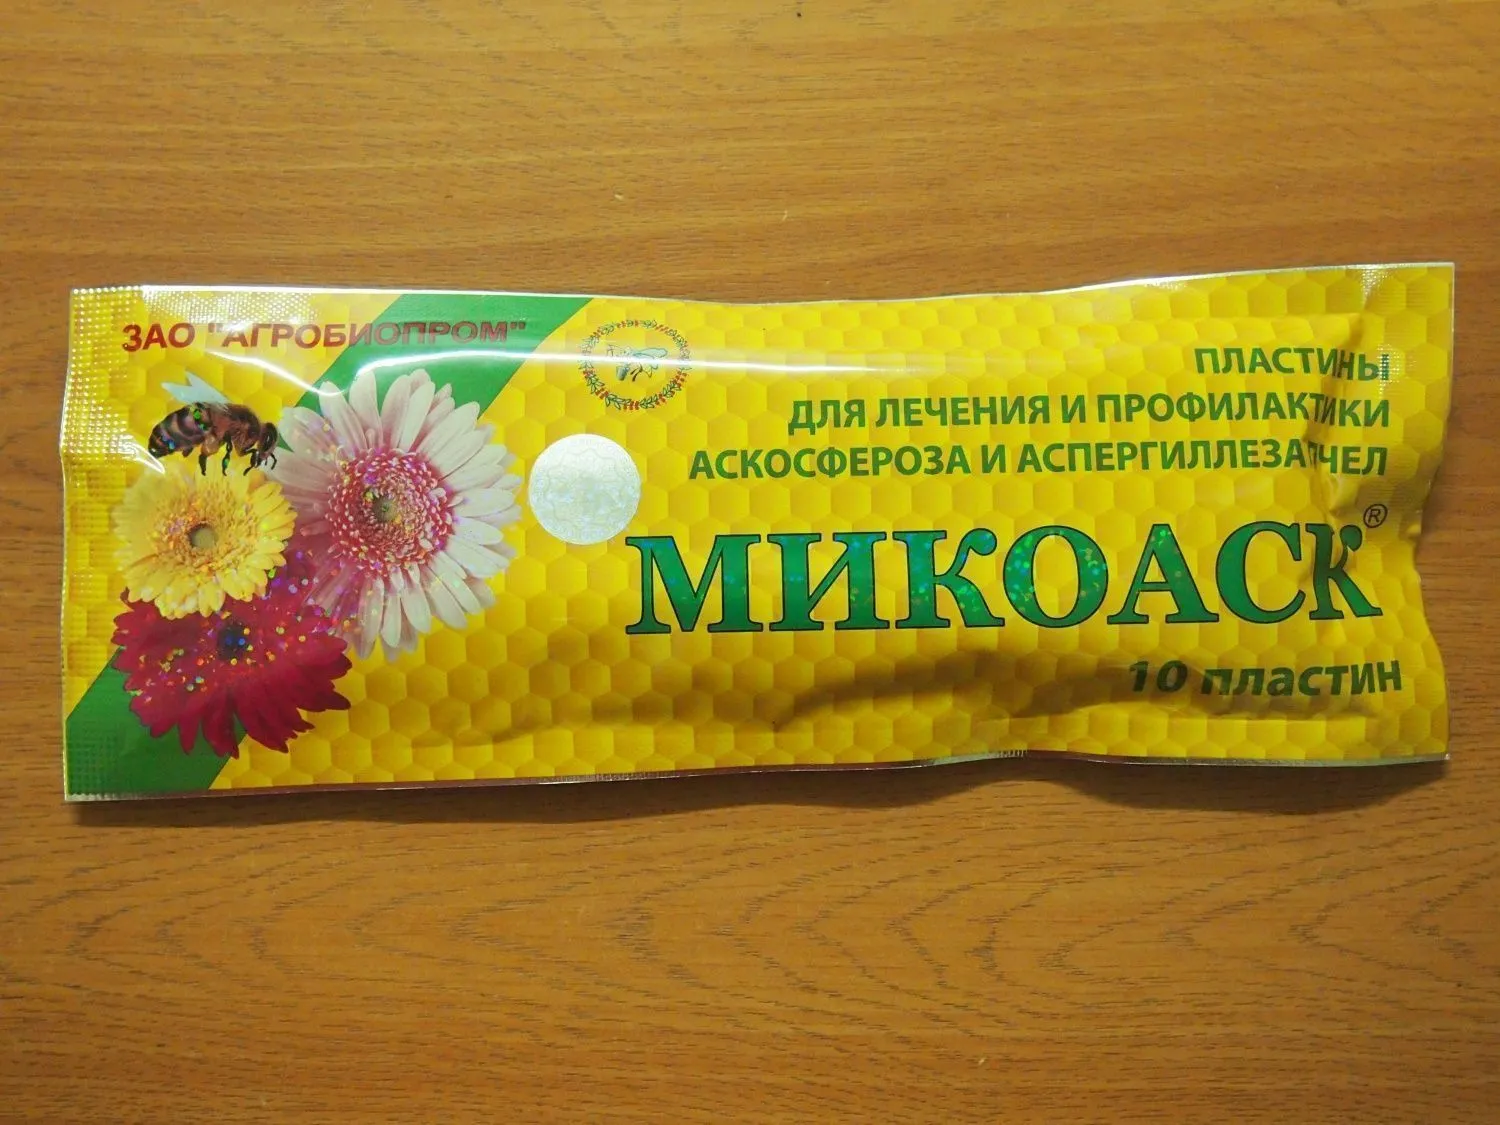 ЗАО "АГРОБИОПРОМ"
ПЛАСТИНЫ
ДЛЯ ЛЕЧЕНИЯ И ПРОФИЛАКТИКИ
АСКОСФЕРОЗА И АСПЕРГИЛЛЕЗА ПЧЕЛ
МИКОАСК®
10 пластин